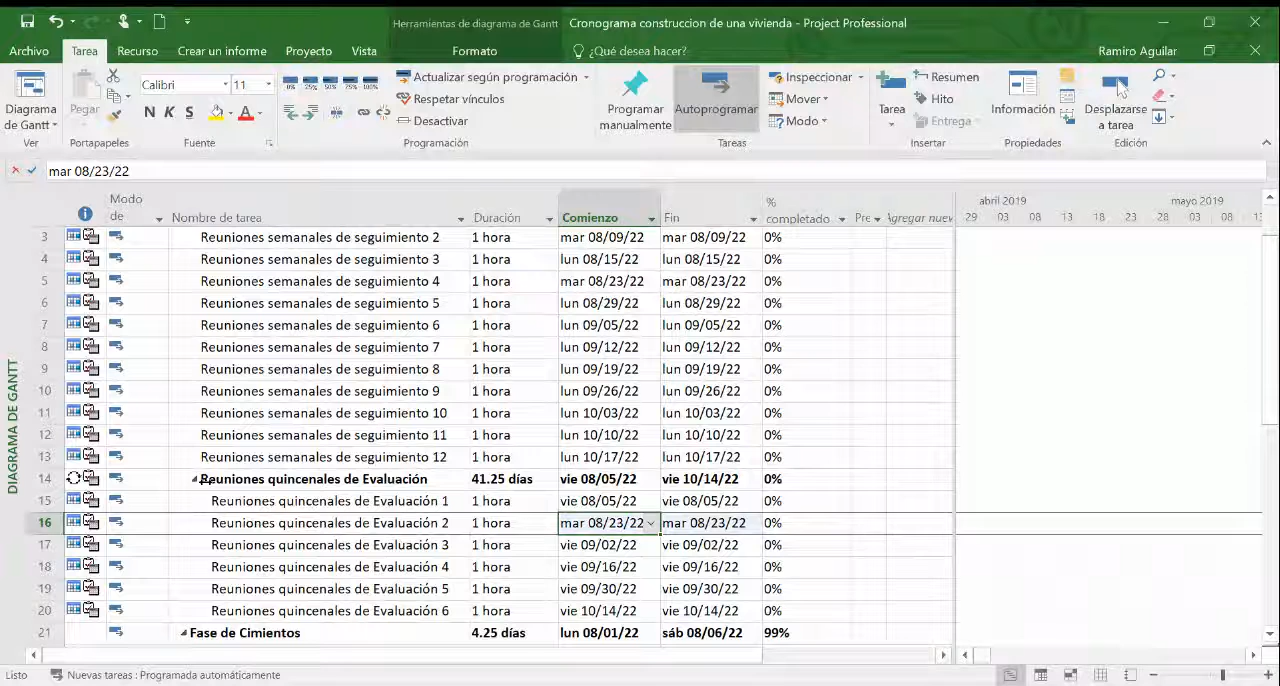 Herramientas de diagrama de Gantt Cronograma construccion de una vivienda - Project Professional
Archivo Tarea Recurso Crear un informe Proyecto Vista Formato ¿Qué desea hacer? Ramiro Aguilar
Diagrama de Gantt
Ver
Pegar
Portapapeles
Calibri 11
N K S A
Fuente
0% 25% 50% 75% 100%
Actualizar según programación
Respetar vínculos
Desactivar
Programación
Programar manualmente
Autoprogramar
Inspeccionar
Mover
Modo
Tareas
Tarea
Resumen
Hito
Entrega
Insertar
Información
Propiedades
Desplazarse a tarea
Edición
mar 08/23/22
Modo de Nombre de tarea Duración Comienzo Fin % completado Pre Agregar nuev
abril 2019 mayo 2019
29 03 08 13 18 23 28 03 08
3 Reuniones semanales de seguimiento 2 1 hora mar 08/09/22 mar 08/09/22 0%
4 Reuniones semanales de seguimiento 3 1 hora lun 08/15/22 lun 08/15/22 0%
5 Reuniones semanales de seguimiento 4 1 hora mar 08/23/22 mar 08/23/22 0%
6 Reuniones semanales de seguimiento 5 1 hora lun 08/29/22 lun 08/29/22 0%
7 Reuniones semanales de seguimiento 6 1 hora lun 09/05/22 lun 09/05/22 0%
8 Reuniones semanales de seguimiento 7 1 hora lun 09/12/22 lun 09/12/22 0%
9 Reuniones semanales de seguimiento 8 1 hora lun 09/19/22 lun 09/19/22 0%
10 Reuniones semanales de seguimiento 9 1 hora lun 09/26/22 lun 09/26/22 0%
11 Reuniones semanales de seguimiento 10 1 hora lun 10/03/22 lun 10/03/22 0%
12 Reuniones semanales de seguimiento 11 1 hora lun 10/10/22 lun 10/10/22 0%
13 Reuniones semanales de seguimiento 12 1 hora lun 10/17/22 lun 10/17/22 0%
14 Reuniones quincenales de Evaluación 41.25 días vie 08/05/22 vie 10/14/22 0%
15 Reuniones quincenales de Evaluación 1 1 hora vie 08/05/22 vie 08/05/22 0%
16 Reuniones quincenales de Evaluación 2 1 hora mar 08/23/22 mar 08/23/22 0%
17 Reuniones quincenales de Evaluación 3 1 hora vie 09/02/22 vie 09/02/22 0%
18 Reuniones quincenales de Evaluación 4 1 hora vie 09/16/22 vie 09/16/22 0%
19 Reuniones quincenales de Evaluación 5 1 hora vie 09/30/22 vie 09/30/22 0%
20 Reuniones quincenales de Evaluación 6 1 hora vie 10/14/22 vie 10/14/22 0%
21 Fase de Cimientos 4.25 días lun 08/01/22 sáb 08/06/22 99%
DIAGRAMA DE GANTT
Listo Nuevas tareas : Programada automáticamente